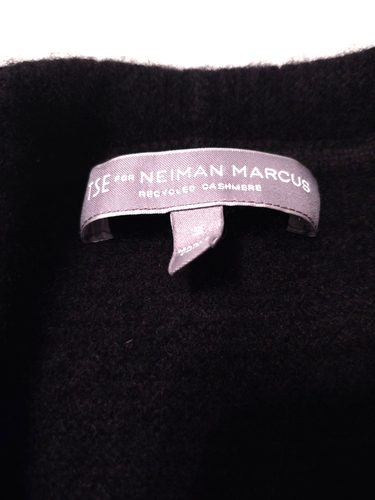 TSE FOR NEIMAN MARCUS
RECYCLED CASHMERE